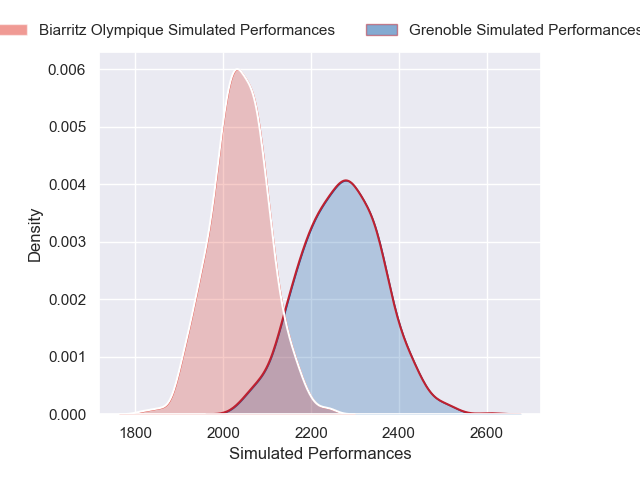 Biarritz Olympique Simulated Performances
Grenoble Simulated Performances
0.006
0.005
0.004
0.003
0.002
0.001
0.000
Density
1800 2000 2200 2400 2600
Simulated Performances